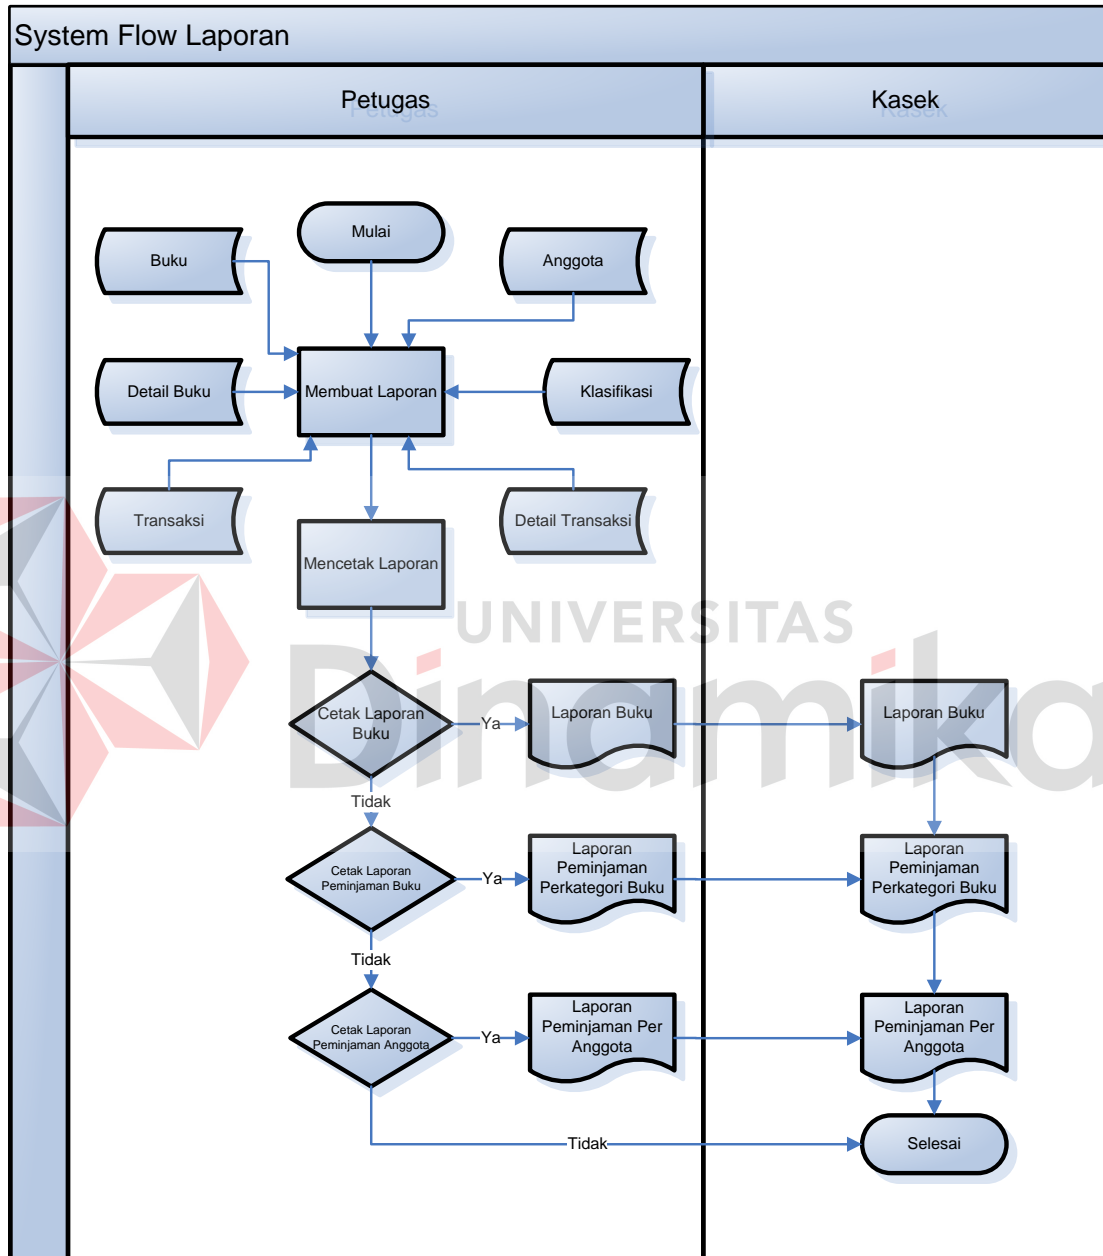 System Flow Laporan
Petugas
Kasek
Mulai
Buku
Anggota
Detail Buku
Membuat Laporan
Klasifikasi
Transaksi
Detail Transaksi
Mencetak Laporan
UNIVERSITAS
Dinamika
Cetak Laporan
Buku
Ya
Laporan Buku
Laporan Buku
Tidak
Cetak Laporan
Peminjaman Buku
Ya
Laporan
Peminjaman
Perkategori Buku
Laporan
Peminjaman
Perkategori Buku
Tidak
Cetak Laporan
Peminjaman Anggota
Ya
Laporan
Peminjaman Per
Anggota
Laporan
Peminjaman Per
Anggota
Tidak
Selesai